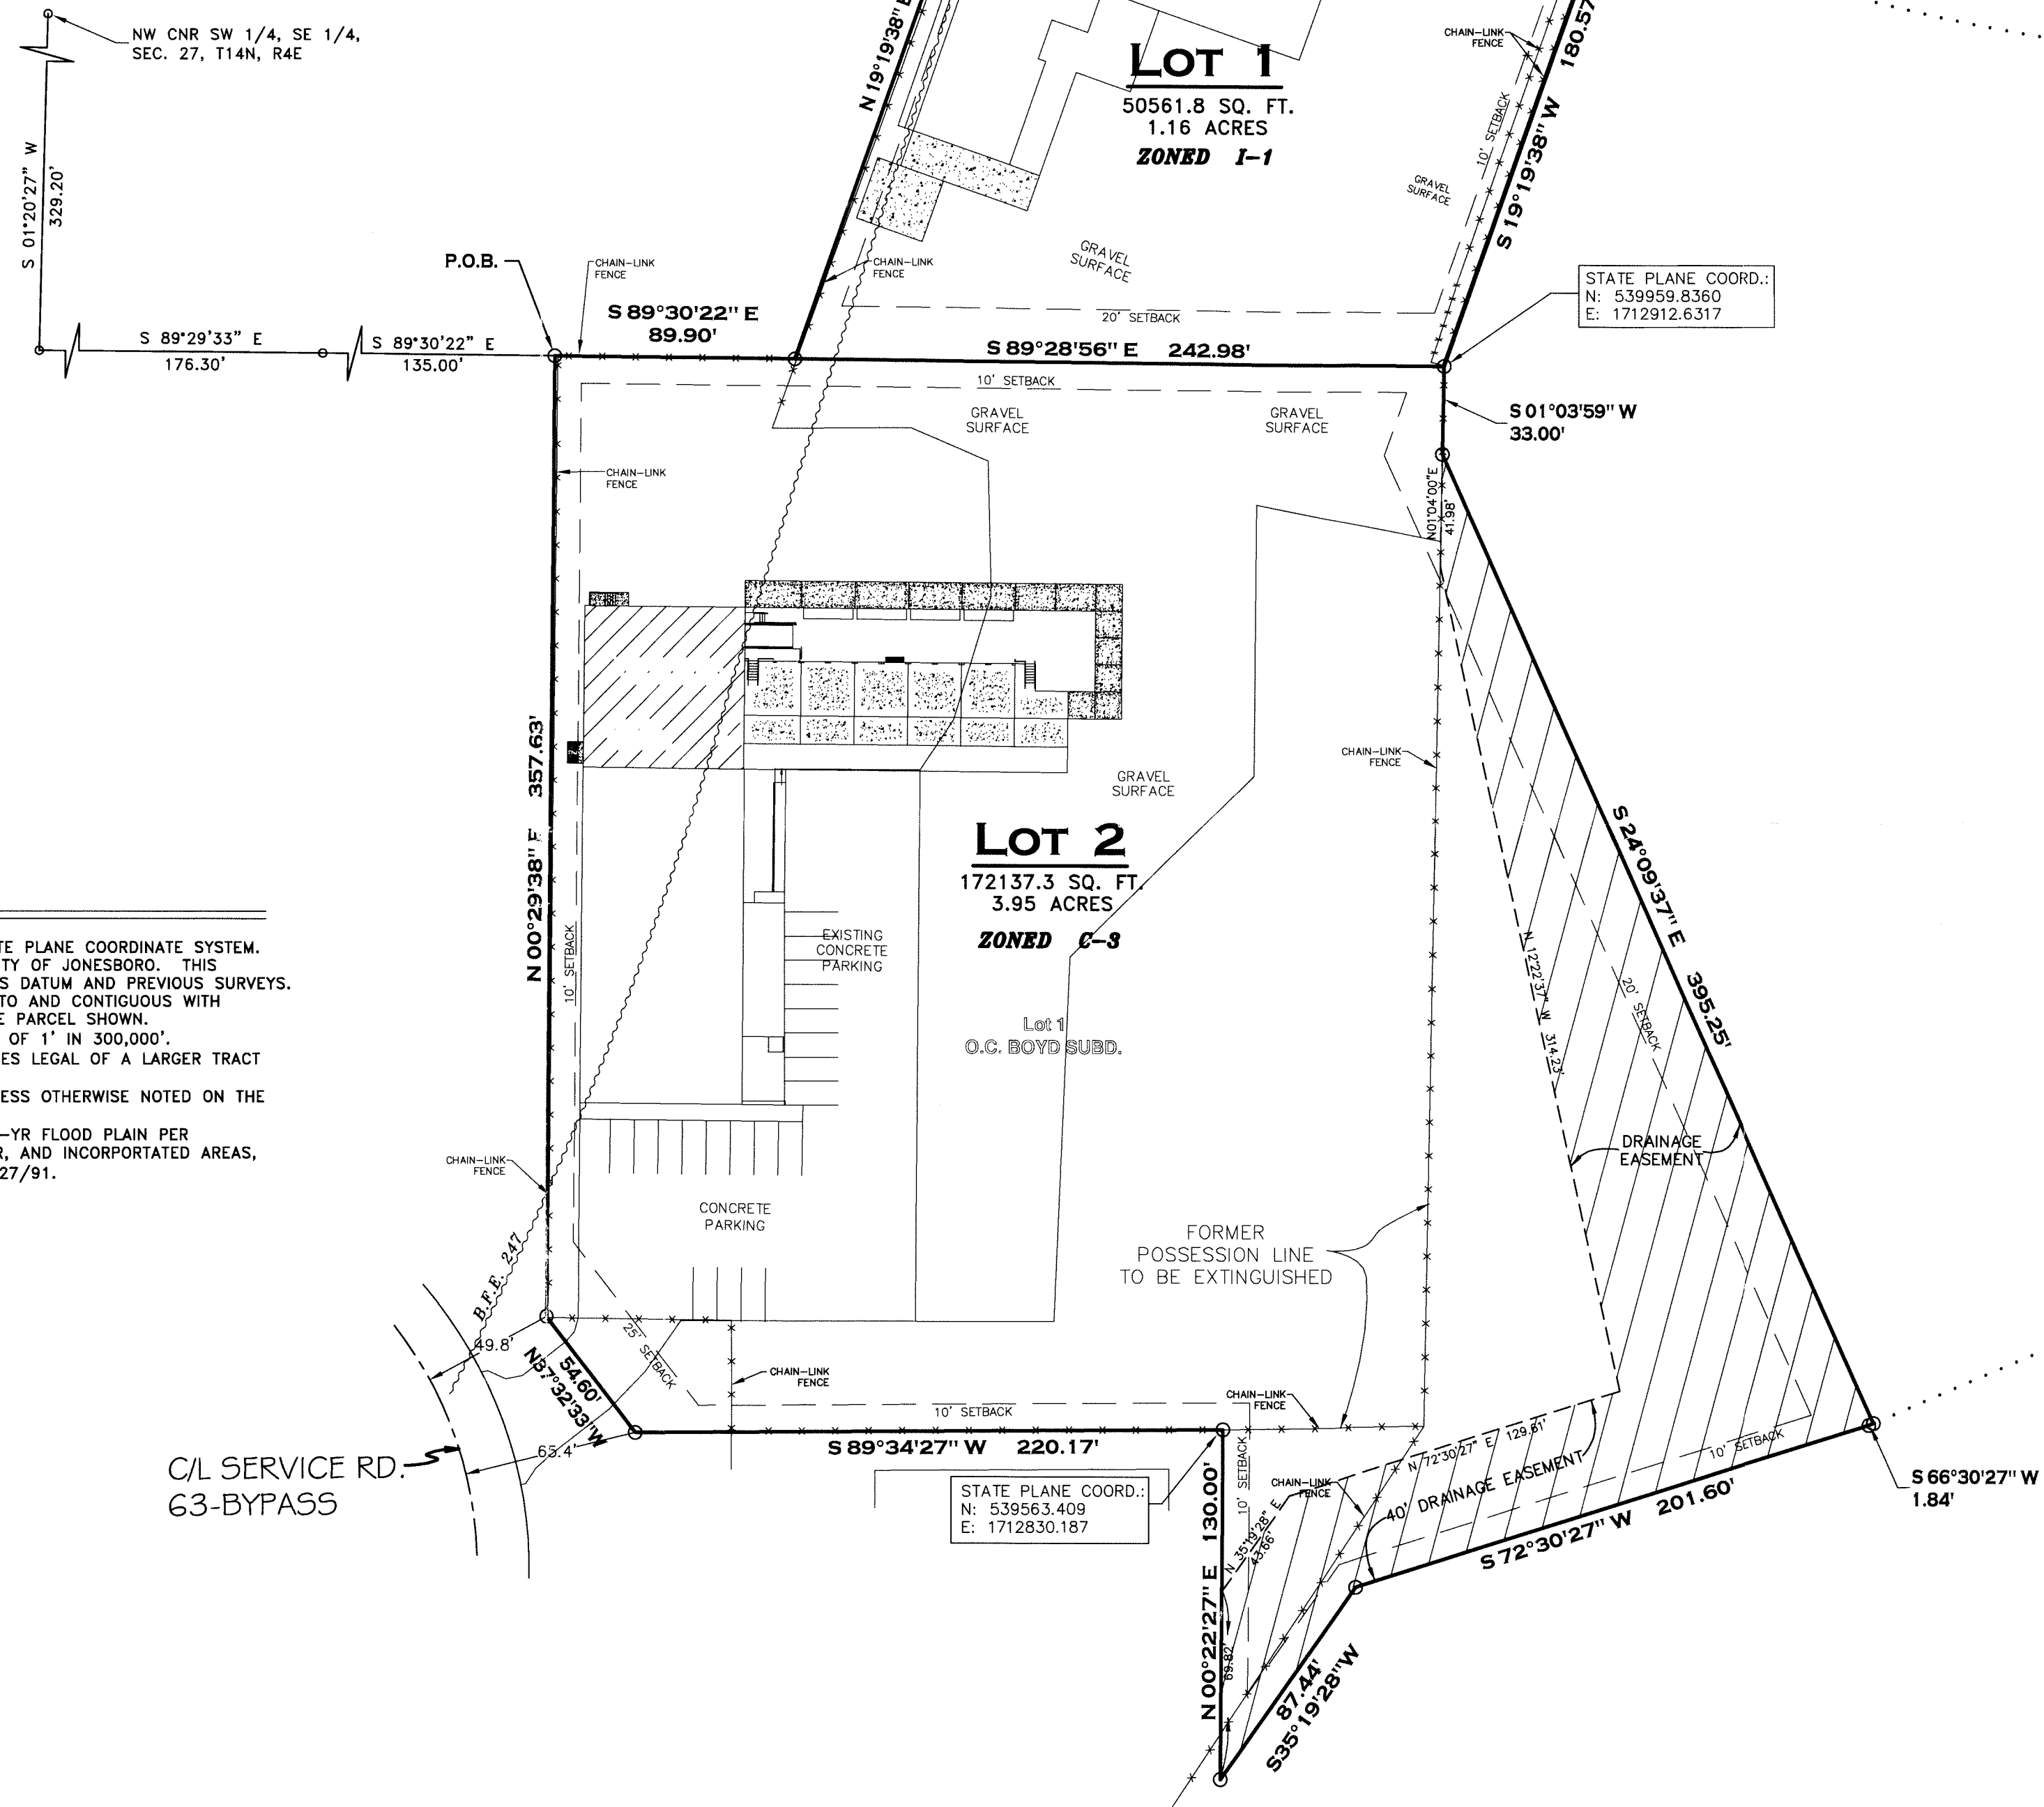 NW CNR SW 1/4, SE 1/4,
SEC. 27, T14N, R4E
S 01°20'27" W
329.20'
S 89°29'33" E
176.30'
S 89°30'22" E
135.00'
P.O.B.
CHAIN-LINK
FENCE
S 89°30'22" E
89.90'
N 19°19'38" E
CHAIN-LINK
FENCE
LOT 1
50561.8 SQ. FT.
1.16 ACRES
ZONED I-1
CHAIN-LINK
FENCE
180.57
10' SETBACK
S 19°19'38" W
GRAVEL
SURFACE
GRAVEL
SURFACE
20' SETBACK
S 89°28'56" E 242.98'
STATE PLANE COORD.:
N: 539959.8360
E: 1712912.6317
10' SETBACK
GRAVEL
SURFACE
GRAVEL
SURFACE
S 01°03'59" W
33.00'
N01°04'00"E
41.98'
CHAIN-LINK
FENCE
N 00°29'38" E 357.63'
10' SETBACK
CHAIN-LINK
FENCE
GRAVEL
SURFACE
LOT 2
172137.3 SQ. FT.
3.95 ACRES
ZONED C-3
EXISTING
CONCRETE
PARKING
Lot 1
O.C. BOYD SUBD.
S 24°09'37" E 395.25'
20' SETBACK
N 12°22'37" W 314.23'
DRAINAGE
EASEMENT
TE PLANE COORDINATE SYSTEM.
TY OF JONESBORO. THIS
S DATUM AND PREVIOUS SURVEYS.
TO AND CONTIGUOUS WITH
E PARCEL SHOWN.
OF 1' IN 300,000'.
ES LEGAL OF A LARGER TRACT
ESS OTHERWISE NOTED ON THE
-YR FLOOD PLAIN PER
R, AND INCORPORTATED AREAS,
27/91.
CHAIN-LINK
FENCE
CONCRETE
PARKING
FORMER
POSSESSION LINE
TO BE EXTINGUISHED
B.F.E. 247
49.8'
54.60'
N37°32'33"W
25' SETBACK
CHAIN-LINK
FENCE
65.4'
10' SETBACK
S 89°34'27" W 220.17'
CHAIN-LINK
FENCE
C/L SERVICE RD.
63-BYPASS
STATE PLANE COORD.:
N: 539563.409
E: 1712830.187
N 00°22'27" E 130.00'
10' SETBACK
CHAIN-LINK
FENCE
N 35°19'28" E
43.66'
69.82'
N 72°30'27" E 129.61'
40' DRAINAGE EASEMENT
10' SETBACK
S 72°30'27" W 201.60'
S 66°30'27" W
1.84'
87.44'
S35°19'28"W